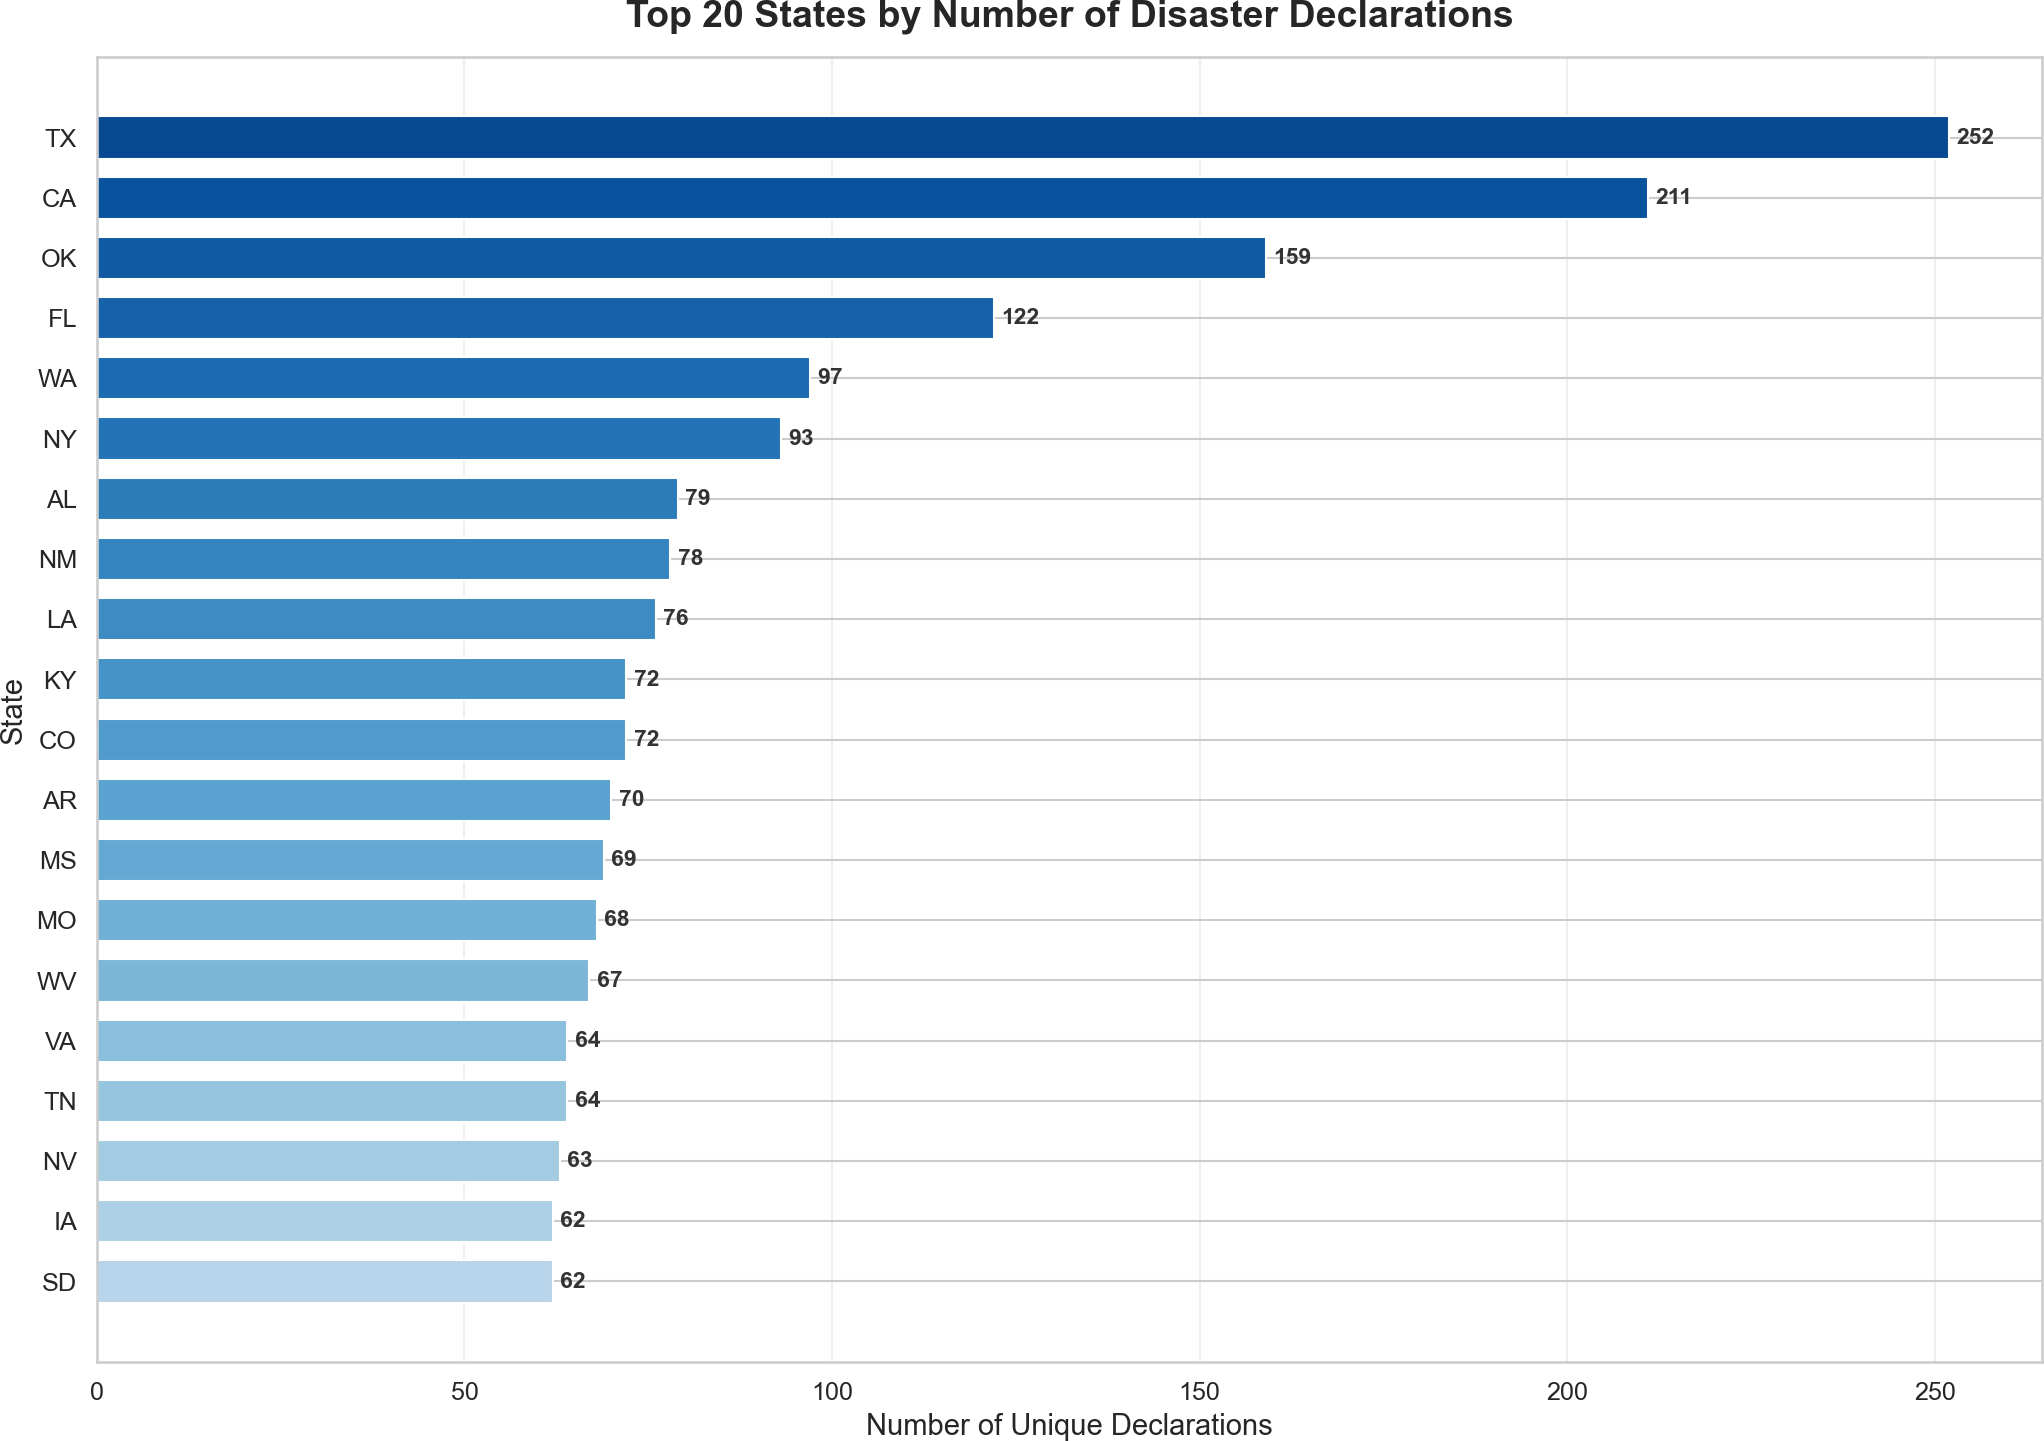 Top 20 States by Number of Disaster Declarations
TX 252
CA 211
OK 159
FL 122
WA 97
NY 93
AL 79
NM 78
LA 76
KY 72
CO 72
AR 70
MS 69
MO 68
WV 67
VA 64
TN 64
NV 63
IA 62
SD 62
State
0 50 100 150 200 250
Number of Unique Declarations